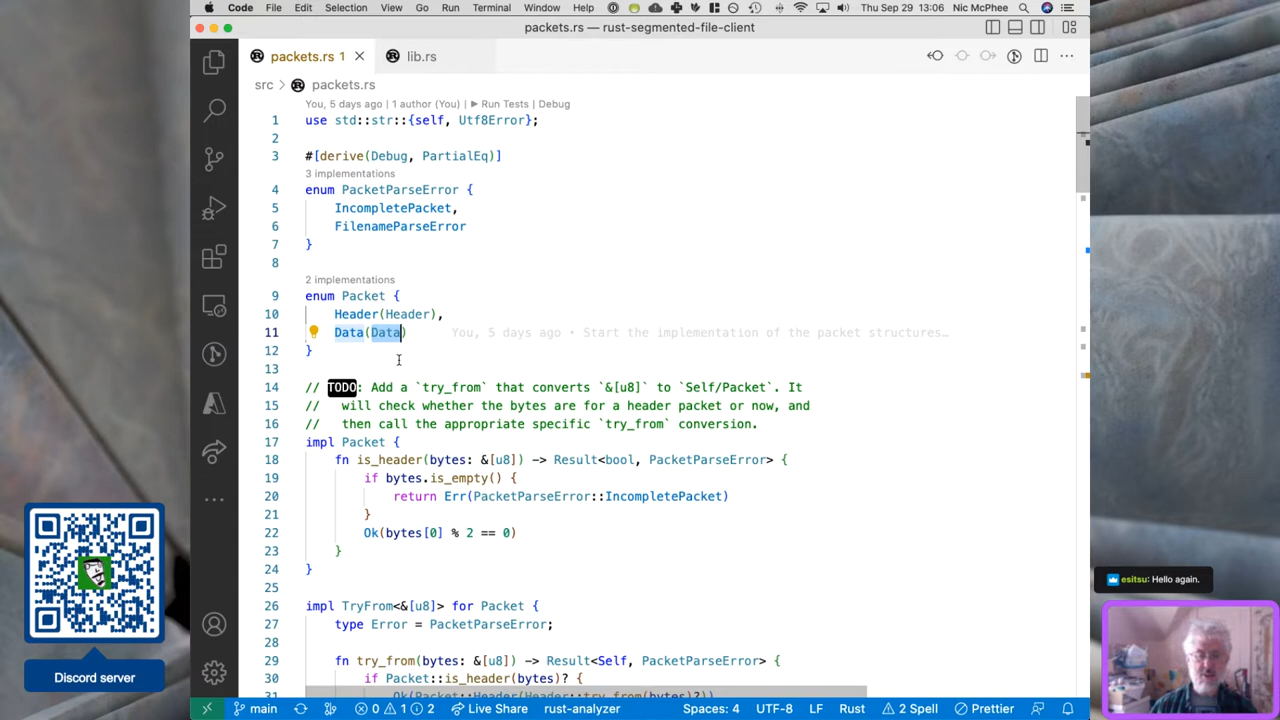 Code File Edit Selection View Go Run Terminal Window Help Thu Sep 29 13:06 Nic McPhee
packets.rs — rust-segmented-file-client
packets.rs 1 lib.rs
src > packets.rs
You, 5 days ago | 1 author (You) | ▶ Run Tests | Debug
1 use std::str::{self, Utf8Error};
2
3 #[derive(Debug, PartialEq)]
3 implementations
4 enum PacketParseError {
5 IncompletePacket,
6 FilenameParseError
7 }
8
2 implementations
9 enum Packet {
10 Header(Header),
11 Data(Data) You, 5 days ago • Start the implementation of the packet structures…
12 }
13
14 // TODO: Add a `try_from` that converts `&[u8]` to `Self/Packet`. It
15 // will check whether the bytes are for a header packet or now, and
16 // then call the appropriate specific `try_from` conversion.
17 impl Packet {
18 fn is_header(bytes: &[u8]) -> Result<bool, PacketParseError> {
19 if bytes.is_empty() {
20 return Err(PacketParseError::IncompletePacket)
21 }
22 Ok(bytes[0] % 2 == 0)
23 }
24 }
25
26 impl TryFrom<&[u8]> for Packet {
27 type Error = PacketParseError;
28
29 fn try_from(bytes: &[u8]) -> Result<Self, PacketParseError> {
30 if Packet::is_header(bytes)? {
31 Ok(Packet::Header(Header::try_from(bytes)?))
main 0 1 2 Live Share rust-analyzer Spaces: 4 UTF-8 LF Rust 2 Spell Prettier
Discord server
esitsu: Hello again.